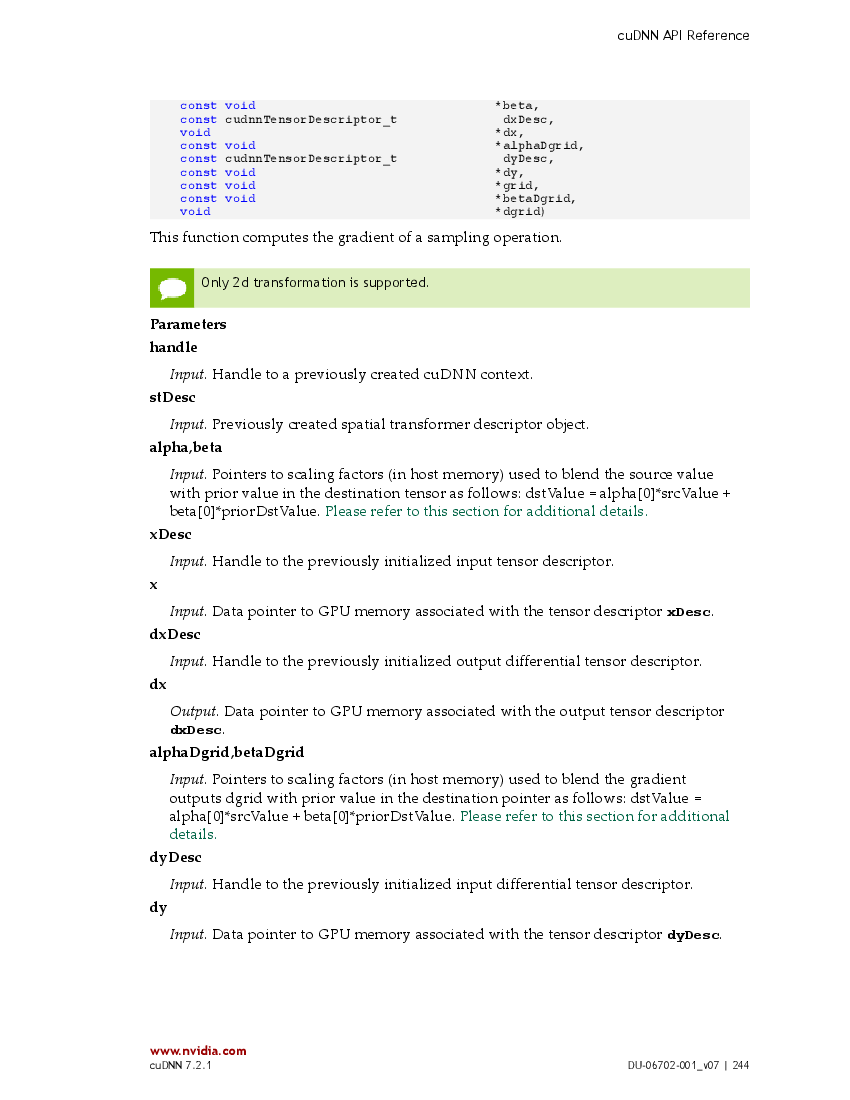 cuDNN API Reference
const void *beta,
const cudnnTensorDescriptor_t dxDesc,
void *dx,
const void *alphaDgrid,
const cudnnTensorDescriptor_t dyDesc,
const void *dy,
const void *grid,
const void *betaDgrid,
void *dgrid)
This function computes the gradient of a sampling operation.
Only 2d transformation is supported.
Parameters
handle
Input. Handle to a previously created cuDNN context.
stDesc
Input. Previously created spatial transformer descriptor object.
alpha,beta
Input. Pointers to scaling factors (in host memory) used to blend the source value
with prior value in the destination tensor as follows: dstValue = alpha[0]*srcValue +
beta[0]*priorDstValue. Please refer to this section for additional details.
xDesc
Input. Handle to the previously initialized input tensor descriptor.
x
Input. Data pointer to GPU memory associated with the tensor descriptor xDesc.
dxDesc
Input. Handle to the previously initialized output differential tensor descriptor.
dx
Output. Data pointer to GPU memory associated with the output tensor descriptor
dxDesc.
alphaDgrid,betaDgrid
Input. Pointers to scaling factors (in host memory) used to blend the gradient
outputs dgrid with prior value in the destination pointer as follows: dstValue =
alpha[0]*srcValue + beta[0]*priorDstValue. Please refer to this section for additional
details.
dyDesc
Input. Handle to the previously initialized input differential tensor descriptor.
dy
Input. Data pointer to GPU memory associated with the tensor descriptor dyDesc.
www.nvidia.com
cuDNN 7.2.1 DU-06702-001_v07 | 244